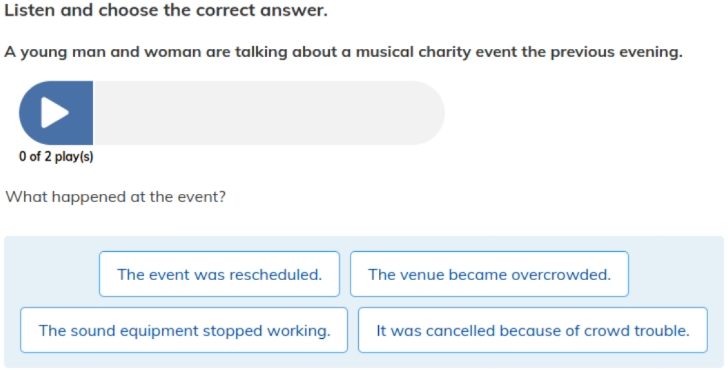 Listen and choose the correct answer.
A young man and woman are talking about a musical charity event the previous evening.
0 of 2 play(s)
What happened at the event?
The event was rescheduled.
The venue became overcrowded.
The sound equipment stopped working.
It was cancelled because of crowd trouble.